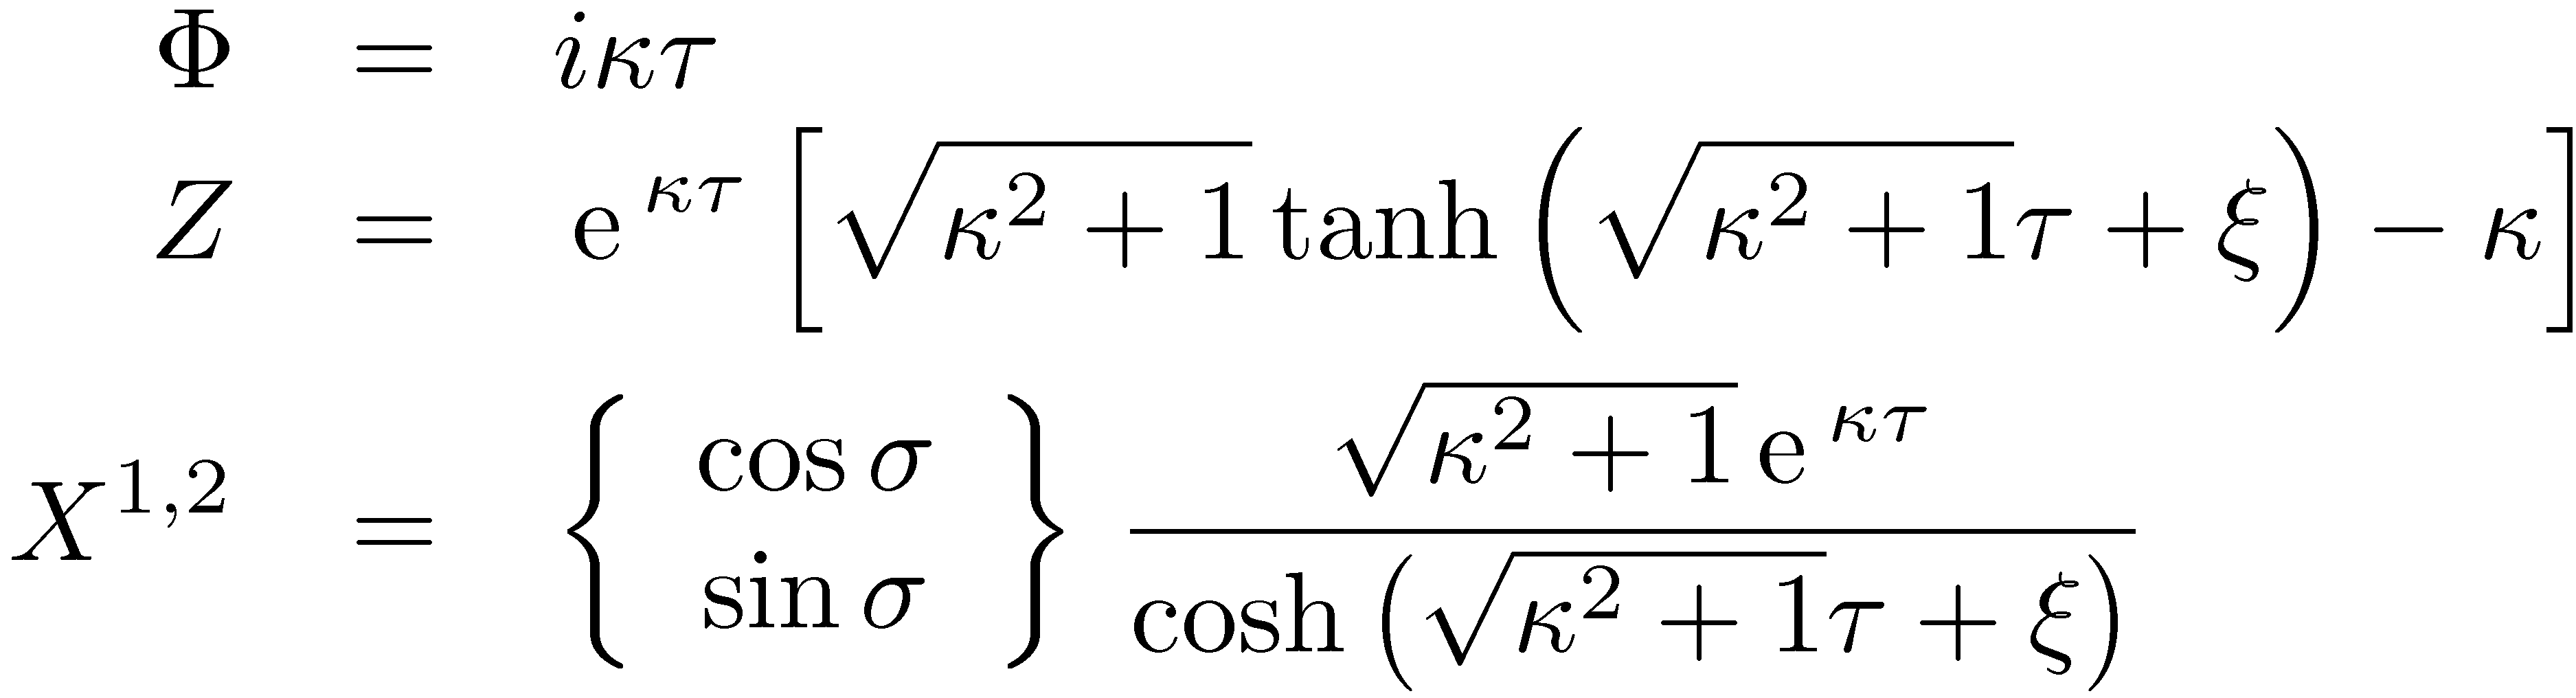 Φ = iκτ
Z = e^{κτ} [√(κ² + 1) tanh (√(κ² + 1)τ + ξ) − κ]
X^{1,2} = {cos σ / sin σ} √(κ² + 1) e^{κτ} / cosh (√(κ² + 1)τ + ξ)